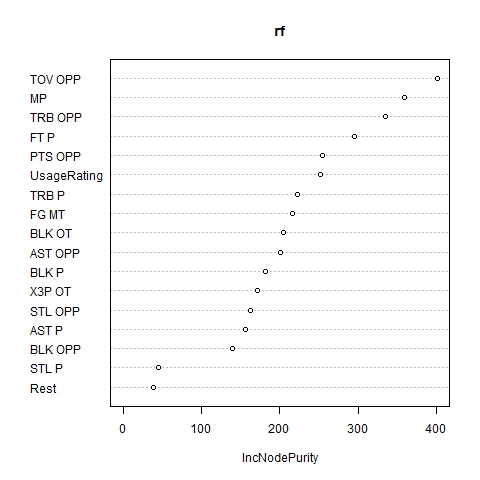 rf
TOV OPP
MP
TRB OPP
FT P
PTS OPP
UsageRating
TRB P
FG MT
BLK OT
AST OPP
BLK P
X3P OT
STL OPP
AST P
BLK OPP
STL P
Rest
0 100 200 300 400
IncNodePurity